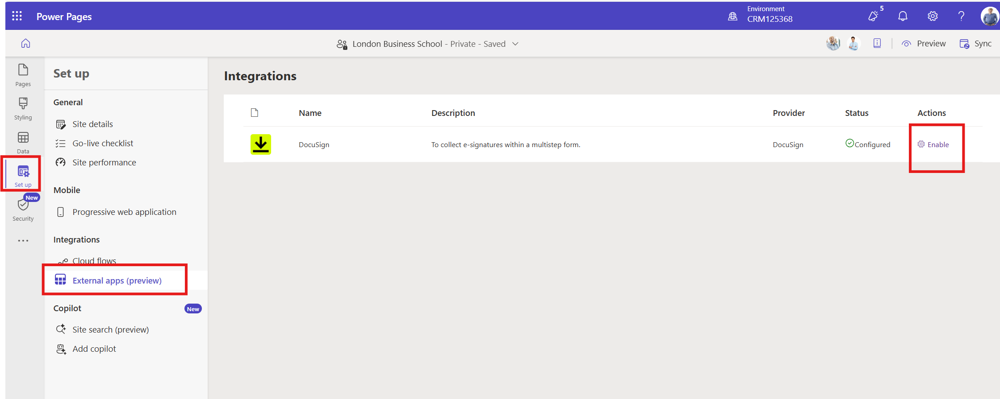 Power Pages
Environment
CRM125368
5
London Business School - Private - Saved
Preview
Sync
Pages
Styling
Data
Set up
New
Security
Set up
General
Site details
Go-live checklist
Site performance
Mobile
Progressive web application
Integrations
Cloud flows
External apps (preview)
Copilot
New
Site search (preview)
Add copilot
Integrations
Name Description Provider Status Actions
DocuSign To collect e-signatures within a multistep form. DocuSign Configured Enable